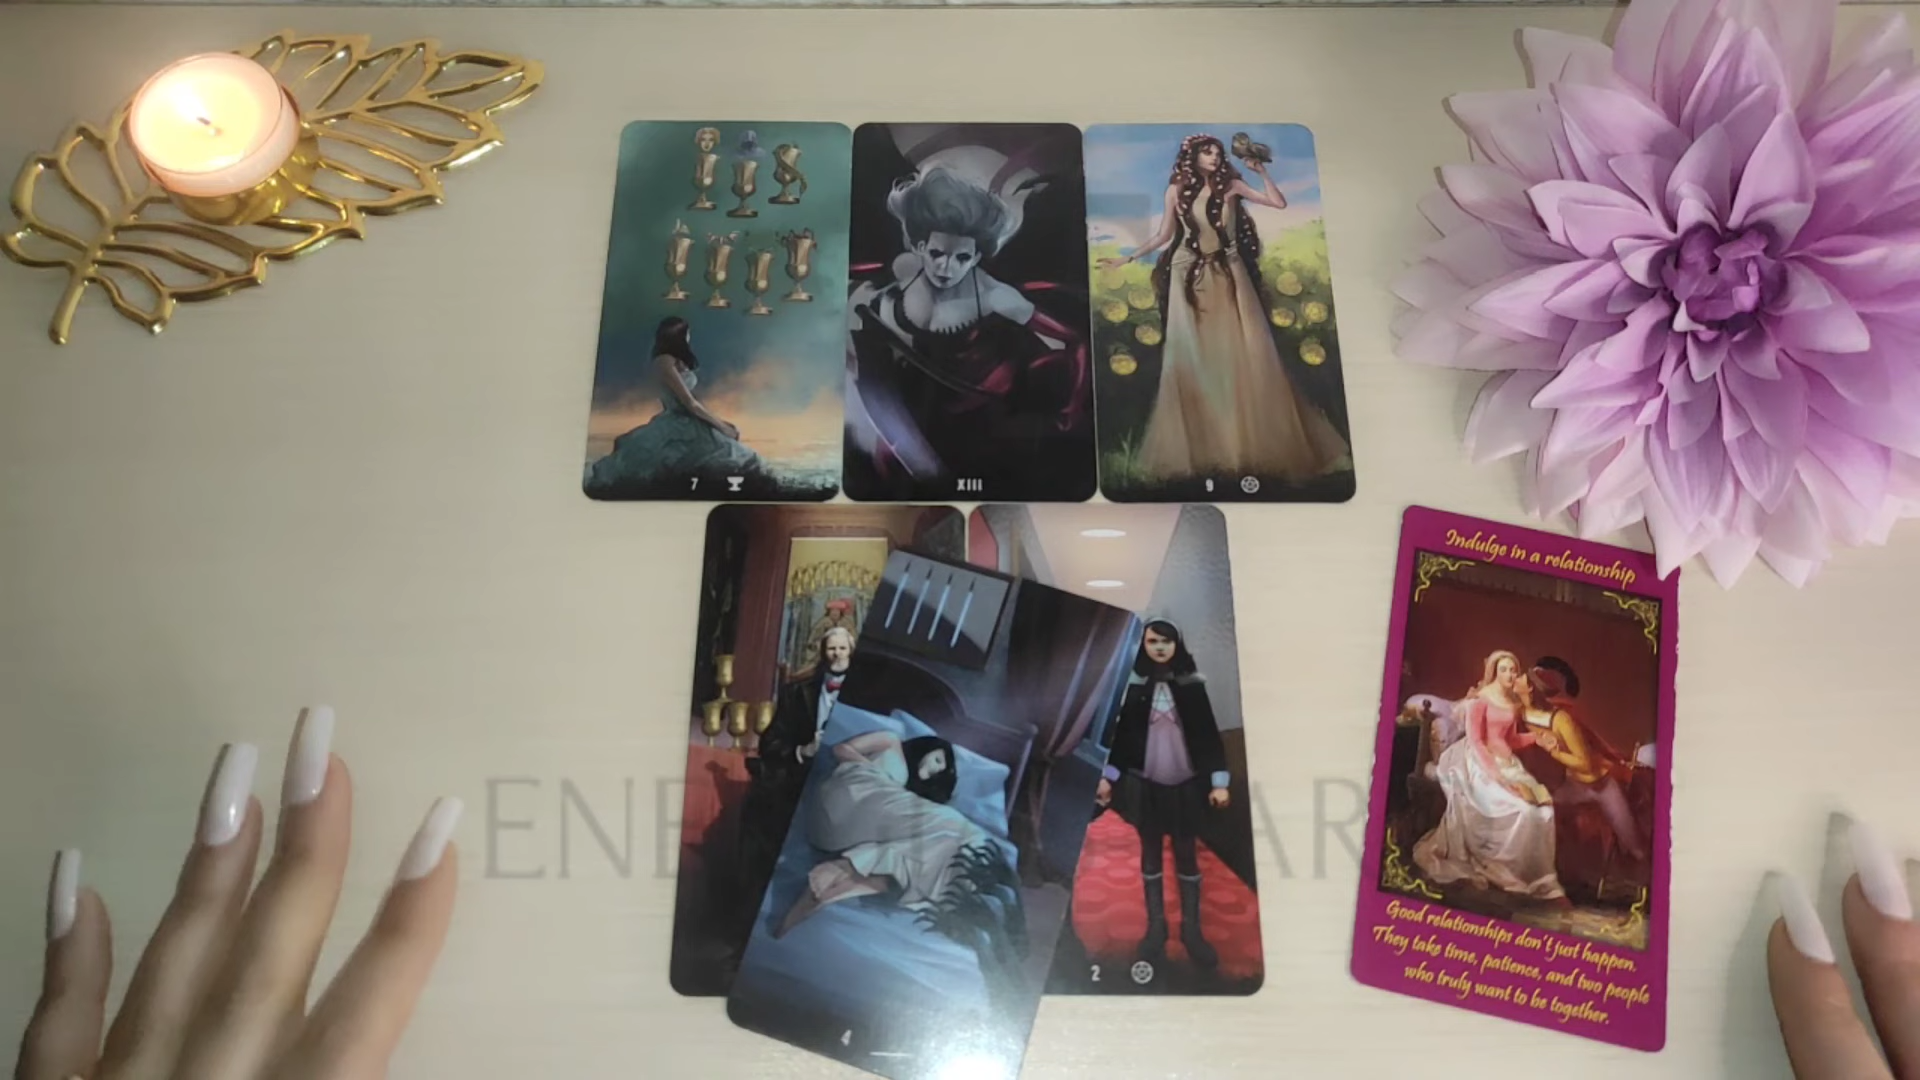 7
XIII
9
Indulge in a relationship
2
4
Good relationships don't just happen.
They take time, patience, and two people
who truly want to be together.